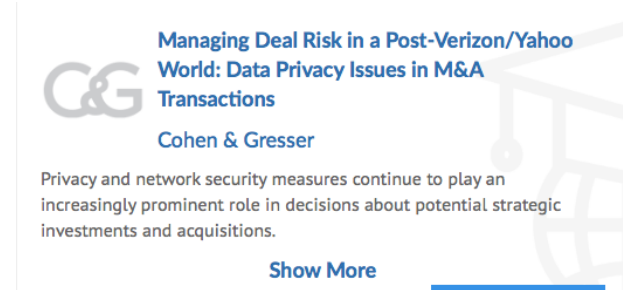 Managing Deal Risk in a Post-Verizon/Yahoo
World: Data Privacy Issues in M&A
Transactions
C&G
Cohen & Gresser
Privacy and network security measures continue to play an
increasingly prominent role in decisions about potential strategic
investments and acquisitions.
Show More